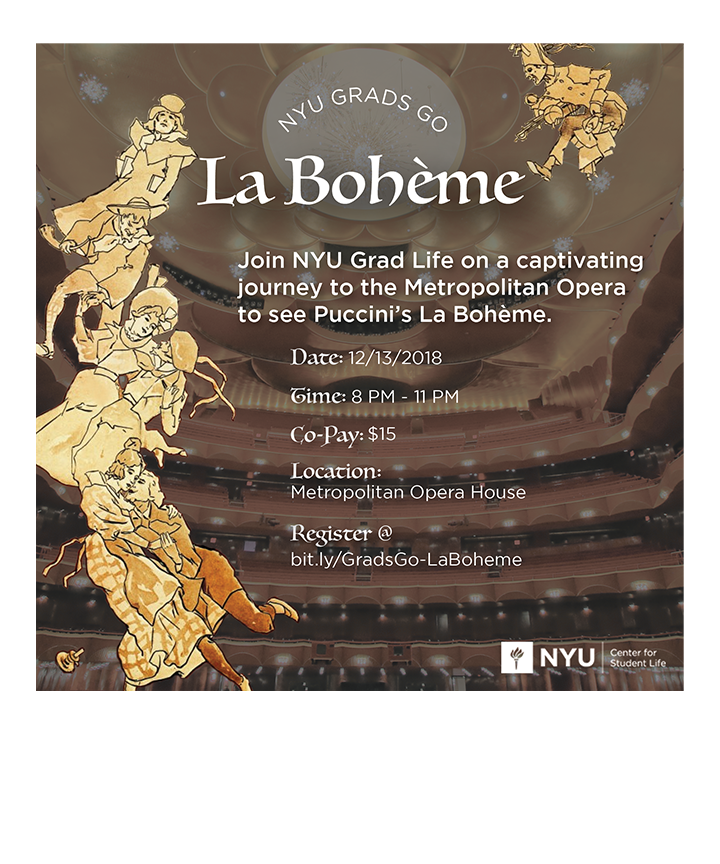 NYU GRADS GO
La Bohème
Join NYU Grad Life on a captivating
journey to the Metropolitan Opera
to see Puccini’s La Bohème.
Date: 12/13/2018
Time: 8 PM - 11 PM
Co-Pay: $15
Location:
Metropolitan Opera House
Register @
bit.ly/GradsGo-LaBoheme
NYU Center for
Student Life